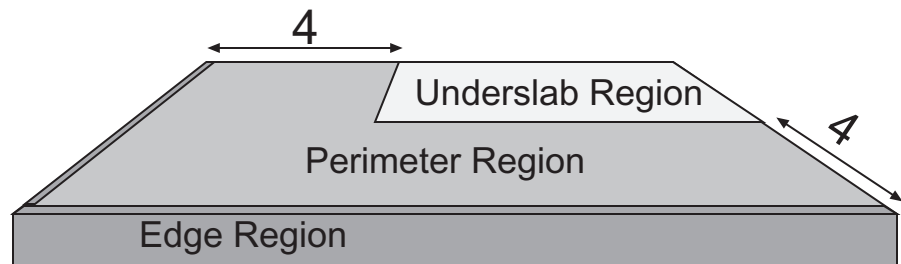 4
Underslab Region
4
Perimeter Region
Edge Region